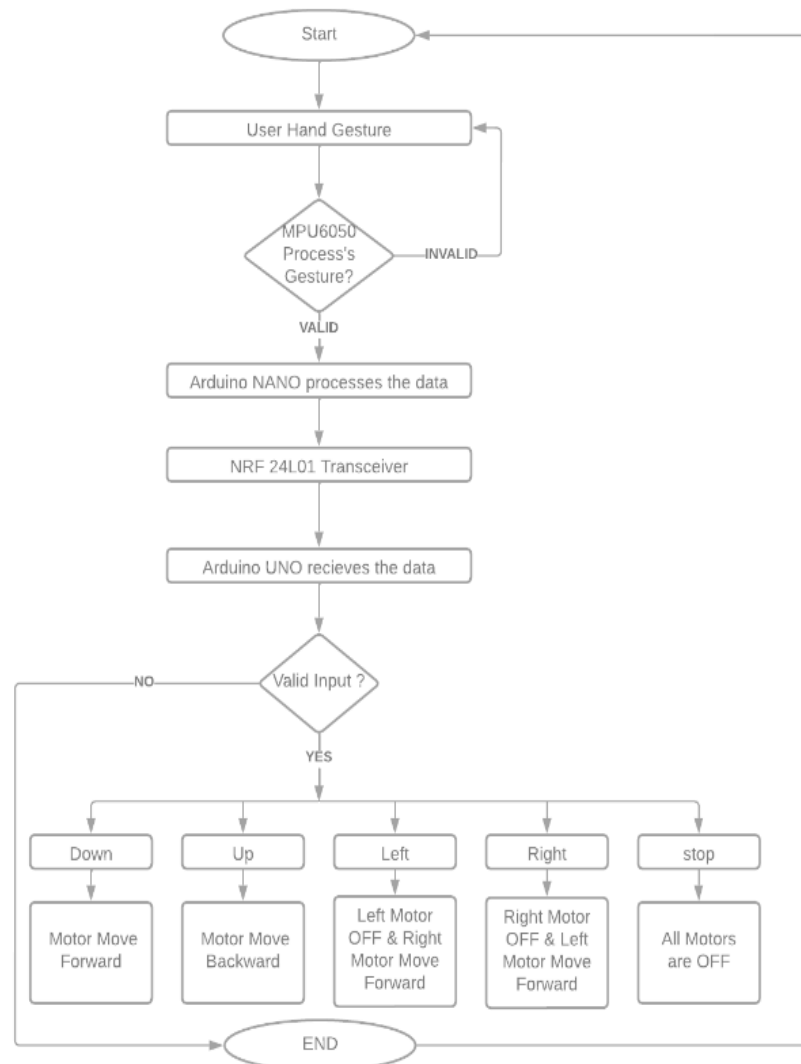 Start
User Hand Gesture
MPU6050
Process's
Gesture?
INVALID
VALID
Arduino NANO processes the data
NRF 24L01 Transceiver
Arduino UNO recieves the data
Valid Input ?
NO
YES
Down
Up
Left
Right
stop
Motor Move
Forward
Motor Move
Backward
Left Motor
OFF & Right
Motor Move
Forward
Right Motor
OFF & Left
Motor Move
Forward
All Motors
are OFF
END